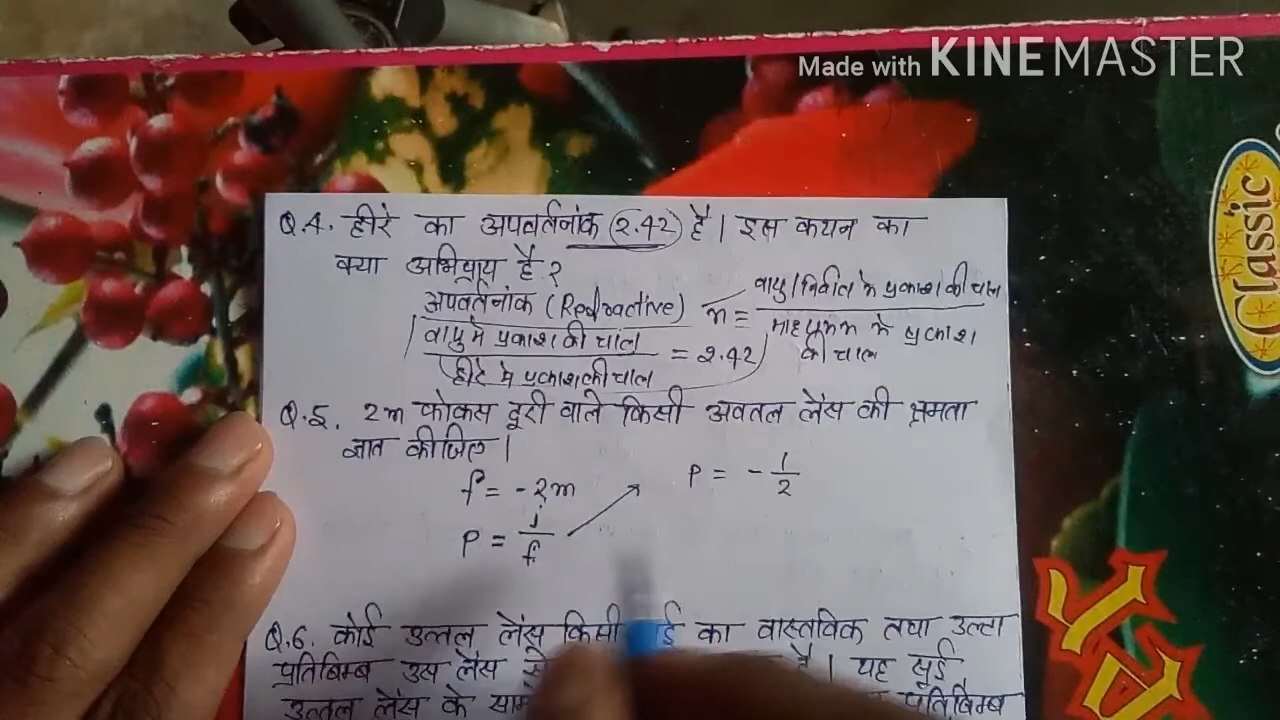 Made with KINEMASTER
Classic
Q.4. हीरे का अपवर्तनांक (2.42) है। इस कथन का
क्या अभिप्राय है?
अपवर्तनांक (Refractive) n = वायु/निर्वात मे प्रकाश की चाल
माध्यम मे प्रकाश की चाल
वायु मे प्रकाश की चाल
हीरे मे प्रकाश की चाल = 2.42
Q.5. 2m फोकस दूरी वाले किसी अवतल लेंस की क्षमता
ज्ञात कीजिए।
f = -2m
P = 1/f
P = - 1/2
Q.6. कोई उत्तल लेंस किसी का वास्तविक तथा उल्टा
प्रतिबिम्ब उस लेंस है। यह सूई
उत्तल लेंस के प्रतिबिम्ब